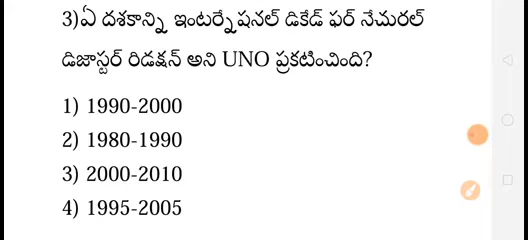 3)ఏ దశకాన్ని ఇంటర్నేషనల్ డికేడ్ ఫర్ నేచురల్
డిజాస్టర్ రిడక్షన్ అని UNO ప్రకటించింది?
1) 1990-2000
2) 1980-1990
3) 2000-2010
4) 1995-2005